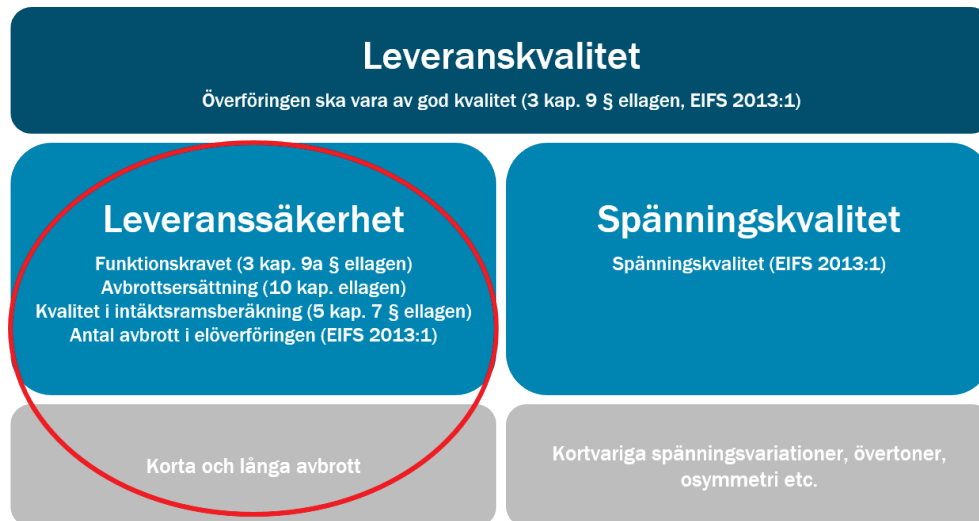 Leveranskvalitet
Överföringen ska vara av god kvalitet (3 kap. 9 § ellagen, EIFS 2013:1)
Leveranssäkerhet
Funktionskravet (3 kap. 9a § ellagen)
Avbrottsersättning (10 kap. ellagen)
Kvalitet i intäktsramsberäkning (5 kap. 7 § ellagen)
Antal avbrott i elöverföringen (EIFS 2013:1)
Korta och långa avbrott
Spänningskvalitet
Spänningskvalitet (EIFS 2013:1)
Kortvariga spänningsvariationer, övertoner,
osymmetri etc.